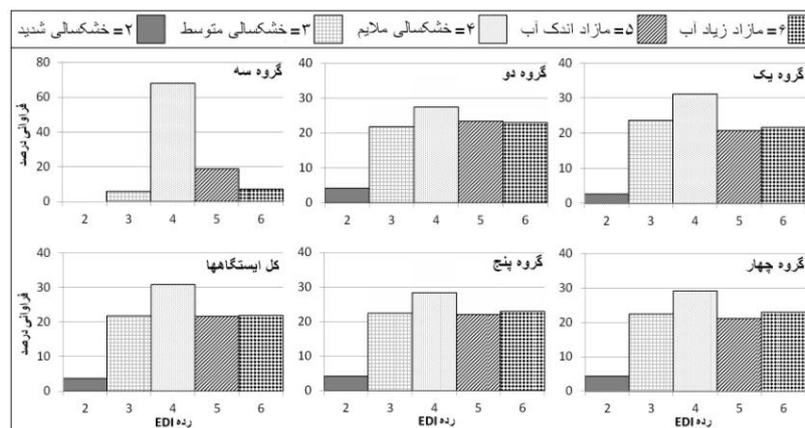 ۲= خشکسالی شدید ۳= خشکسالی متوسط ۴= خشکسالی ملایم ۵= مازاد اندک آب ۶= مازاد زیاد آب
گروه یک
40
30
20
10
0
2 3 4 5 6
گروه دو
40
30
20
10
0
2 3 4 5 6
گروه سه
فراوانی درصد
80
60
40
20
0
2 3 4 5 6
گروه چهار
40
30
20
10
0
2 3 4 5 6
رده EDI
گروه پنج
40
30
20
10
0
2 3 4 5 6
رده EDI
کل ایستگاهها
فراوانی درصد
40
30
20
10
0
2 3 4 5 6
رده EDI